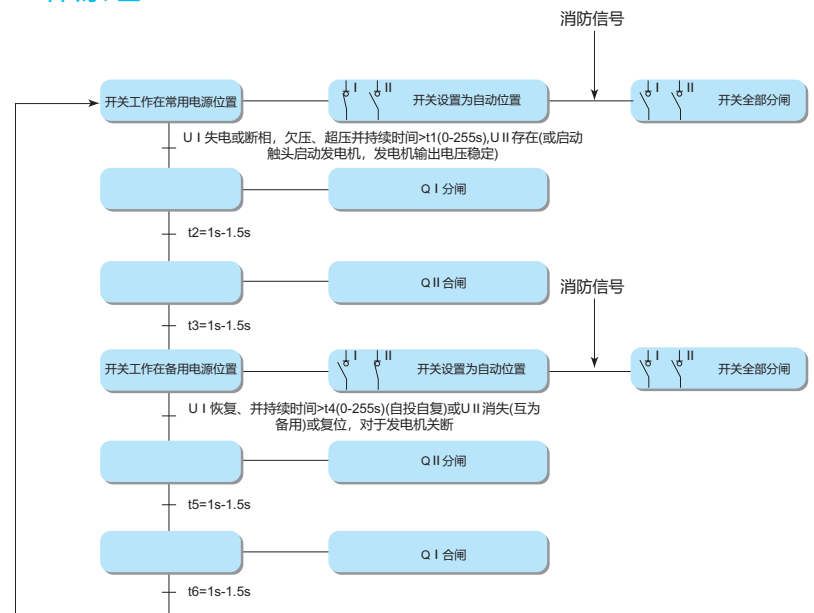 消防信号
开关工作在常用电源位置
I II
开关设置为自动位置
I II
开关全部分闸
U I 失电或断相，欠压、超压并持续时间>t1(0-255s),U II 存在(或启动
触头启动发电机，发电机输出电压稳定)
Q I 分闸
t2=1s-1.5s
Q II 合闸
消防信号
t3=1s-1.5s
开关工作在备用电源位置
I II
开关设置为自动位置
I II
开关全部分闸
U I 恢复、并持续时间>t4(0-255s)(自投自复)或U II 消失(互为
备用)或复位，对于发电机关断
Q II 分闸
t5=1s-1.5s
Q I 合闸
t6=1s-1.5s